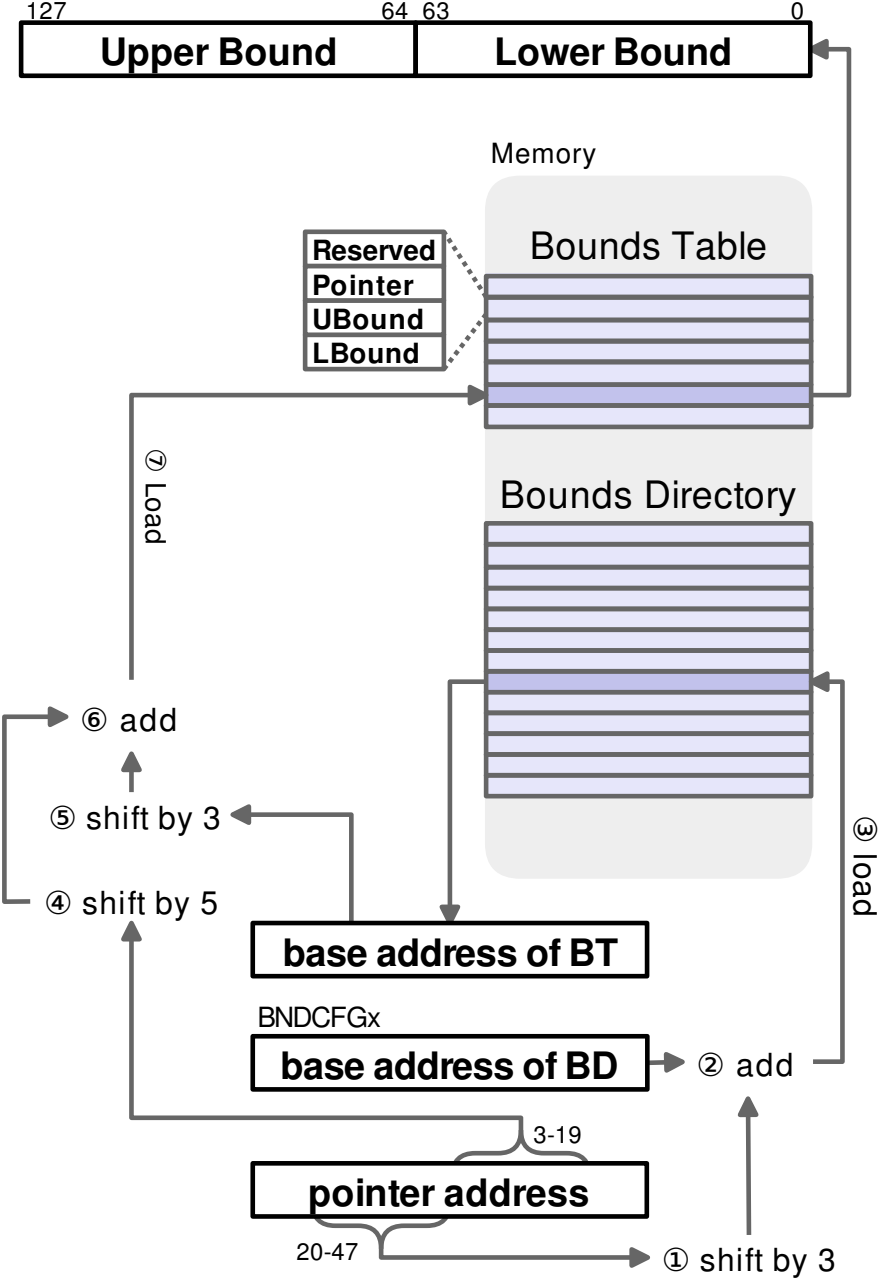 127 64 63 0
Upper Bound Lower Bound
Memory
Bounds Table
Reserved
Pointer
UBound
LBound
⑦ Load
Bounds Directory
⑥ add
⑤ shift by 3
③ load
④ shift by 5
base address of BT
BNDCFGx
base address of BD
② add
3-19
pointer address
20-47
① shift by 3